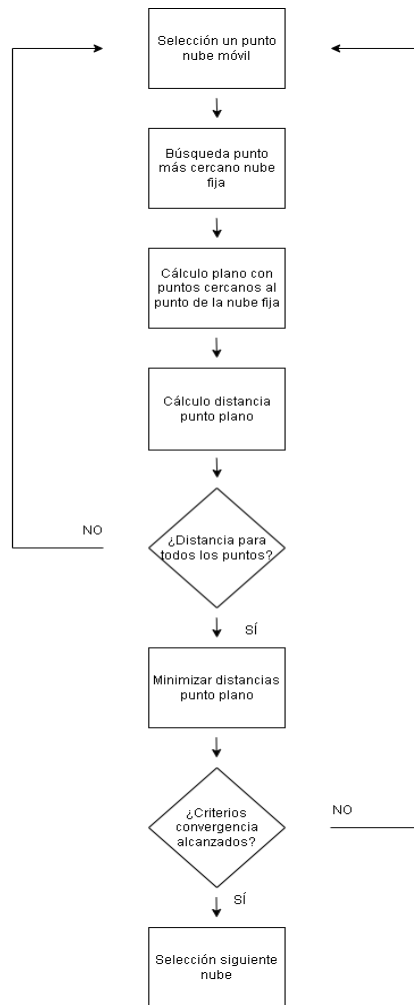 Selección un punto
nube móvil
Búsqueda punto
más cercano nube
fija
Cálculo plano con
puntos cercanos al
punto de la nube fija
Cálculo distancia
punto plano
NO
¿Distancia para
todos los puntos?
SÍ
Minimizar distancias
punto plano
¿Criterios
convergencia
alcanzados?
NO
SÍ
Selección siguiente
nube